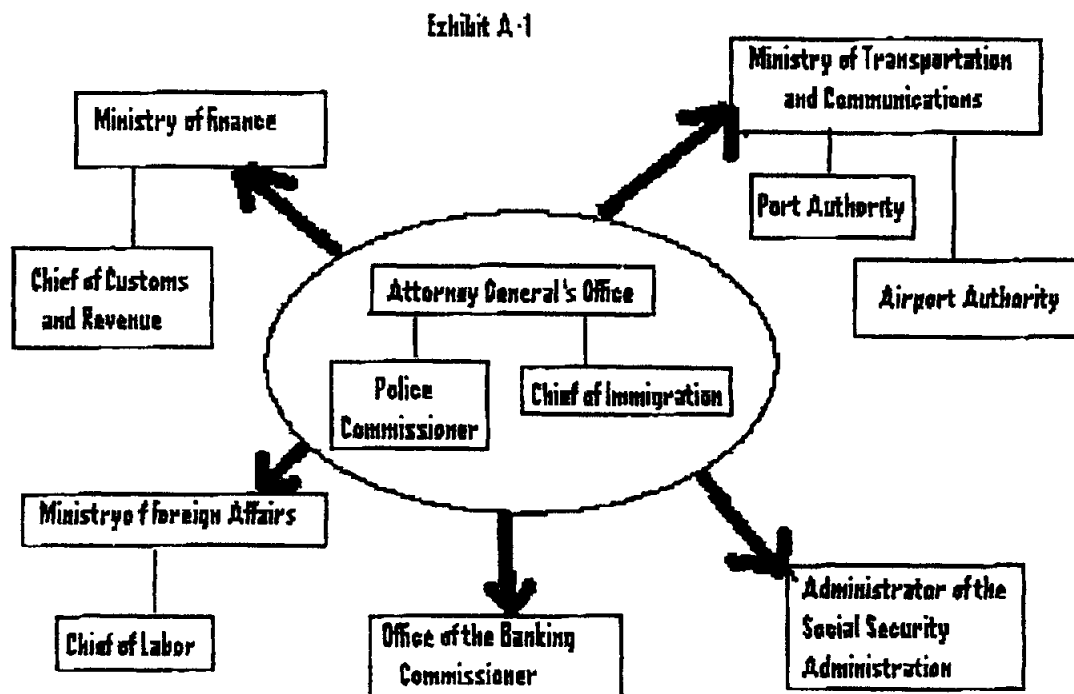 Exhibit A-1
Ministry of Transportation
and Communications
Ministry of Finance
Port Authority
Chief of Customs
and Revenue
Attorney General's Office
Airport Authority
Police
Commissioner
Chief of Immigration
Ministry of Foreign Affairs
Administrator of the
Social Security
Administration
Chief of Labor
Office of the Banking
Commissioner